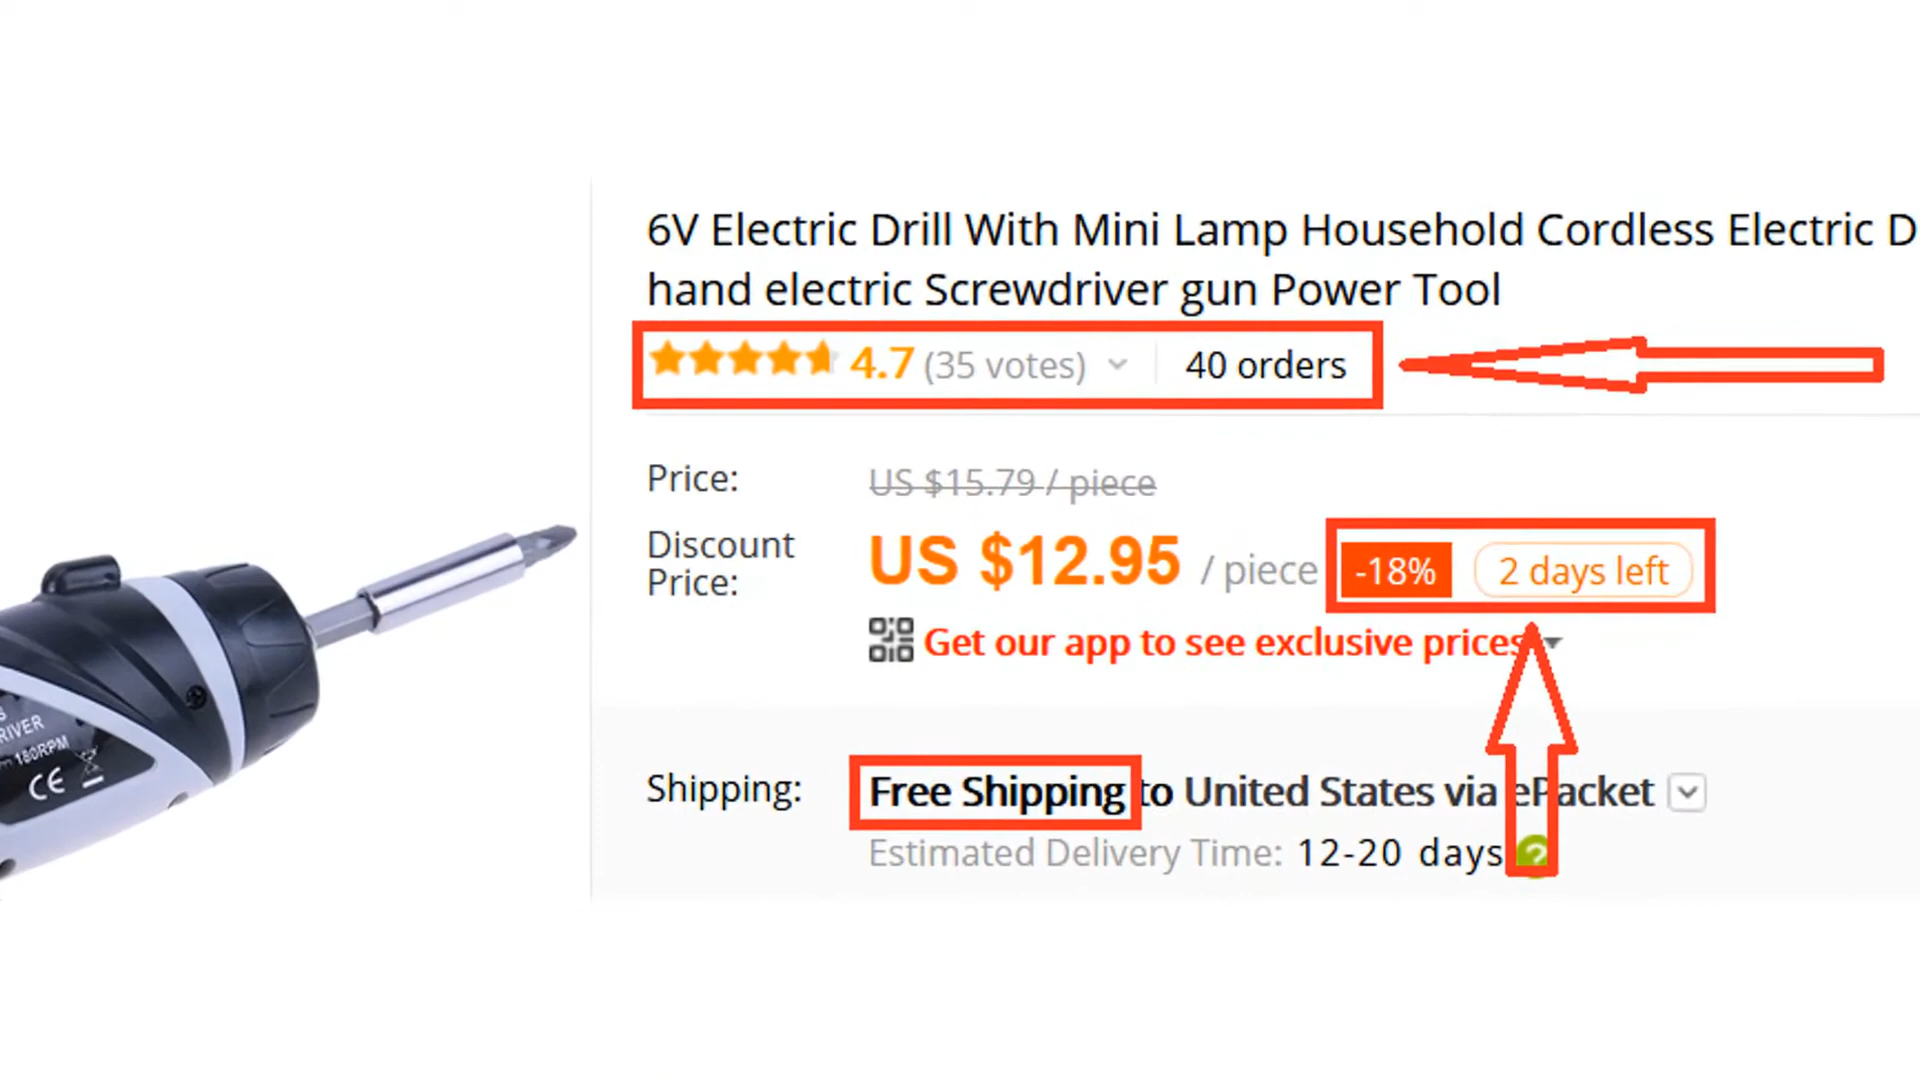 6V Electric Drill With Mini Lamp Household Cordless Electric D
hand electric Screwdriver gun Power Tool
4.7 (35 votes) 40 orders
Price: US $15.79 / piece
Discount Price: US $12.95 / piece -18% 2 days left
Get our app to see exclusive prices
Shipping: Free Shipping to United States via ePacket
Estimated Delivery Time: 12-20 days
RIVER
180RPM
CE